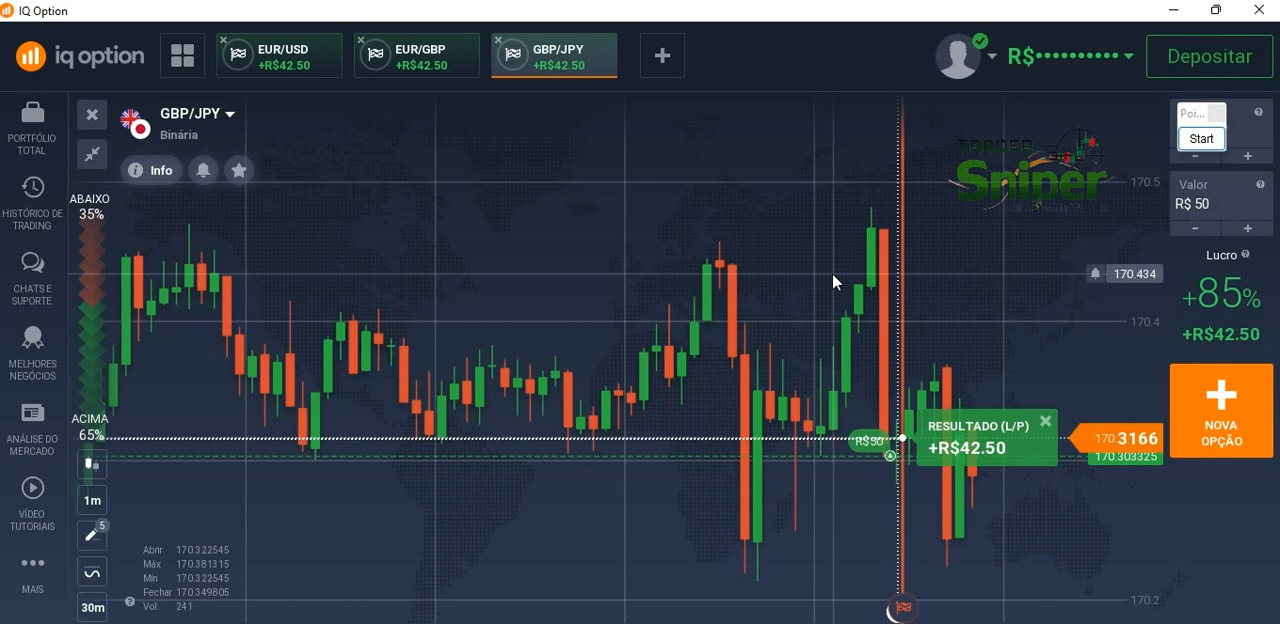 IQ Option
iq option
EUR/USD
+R$42.50
EUR/GBP
+R$42.50
GBP/JPY
+R$42.50
R$
Depositar
PORTFÓLIO
TOTAL
HISTÓRICO DE
TRADING
CHATS E
SUPORTE
MELHORES
NEGÓCIOS
ANÁLISE DO
MERCADO
VÍDEO
TUTORIAIS
MAIS
GBP/JPY
Binária
Info
ABAIXO
35%
ACIMA
65%
1m
5
30m
Abrir 170.322545
Máx 170.381315
Mín 170.322545
Fechar 170.349805
Vol. 241
TRADER
Sniper
170.5
170.434
170.4
R$50
RESULTADO (L/P)
+R$42.50
170.3166
170.303325
170.2
Poi...
Start
- +
Valor
R$ 50
- +
Lucro
+85%
+R$42.50
NOVA
OPÇÃO